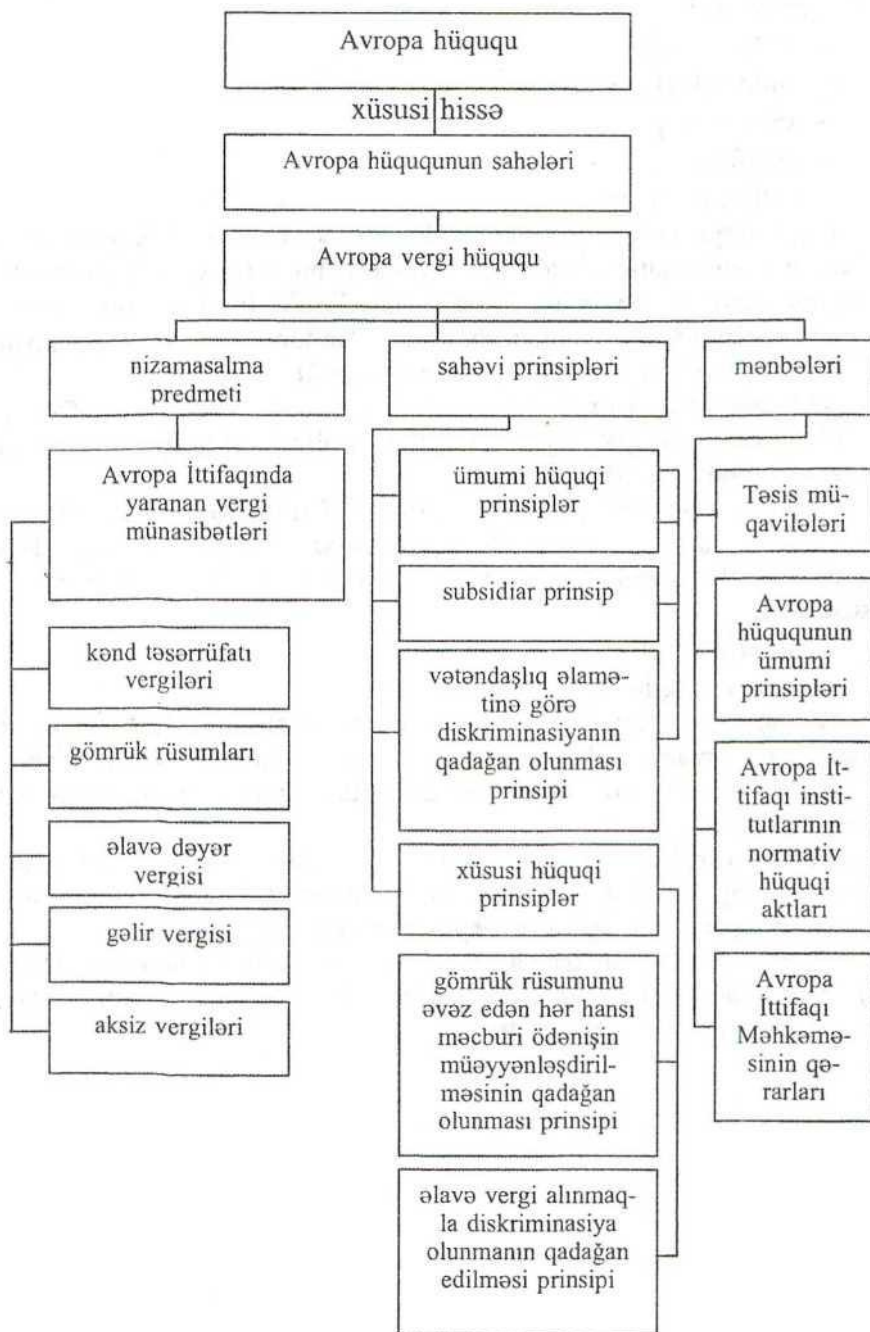 Avropa hüququ
xüsusi hissə
Avropa hüququnun sahələri
Avropa vergi hüququ
nizamasalma
predmeti
Avropa İttifaqında
yaranan vergi
münasibətləri
kənd təsərrüfatı
vergiləri
gömrük rüsumları
əlavə dəyər
vergisi
gəlir vergisi
aksiz vergiləri
sahəvi prinsipləri
ümumi hüquqi
prinsiplər
subsidiar prinsip
vətəndaşlıq əlamə-
tinə görə
diskriminasiyanın
qadağan olunması
prinsipi
xüsusi hüquqi
prinsiplər
gömrük rüsumunu
əvəz edən hər hansı
məcburi ödənişin
müəyyənləşdiril-
məsinin qadağan
olunması prinsipi
əlavə vergi alınmaq-
la diskriminasiya
olunmanın qadağan
edilməsi prinsipi
mənbələri
Təsis mü-
qavilələri
Avropa
hüququnun
ümumi
prinsipləri
Avropa İt-
tifaqı insti-
tutlarının
normativ
hüquqi
aktları
Avropa
İttifaqı
Məhkəmə-
sinin qə-
rarları